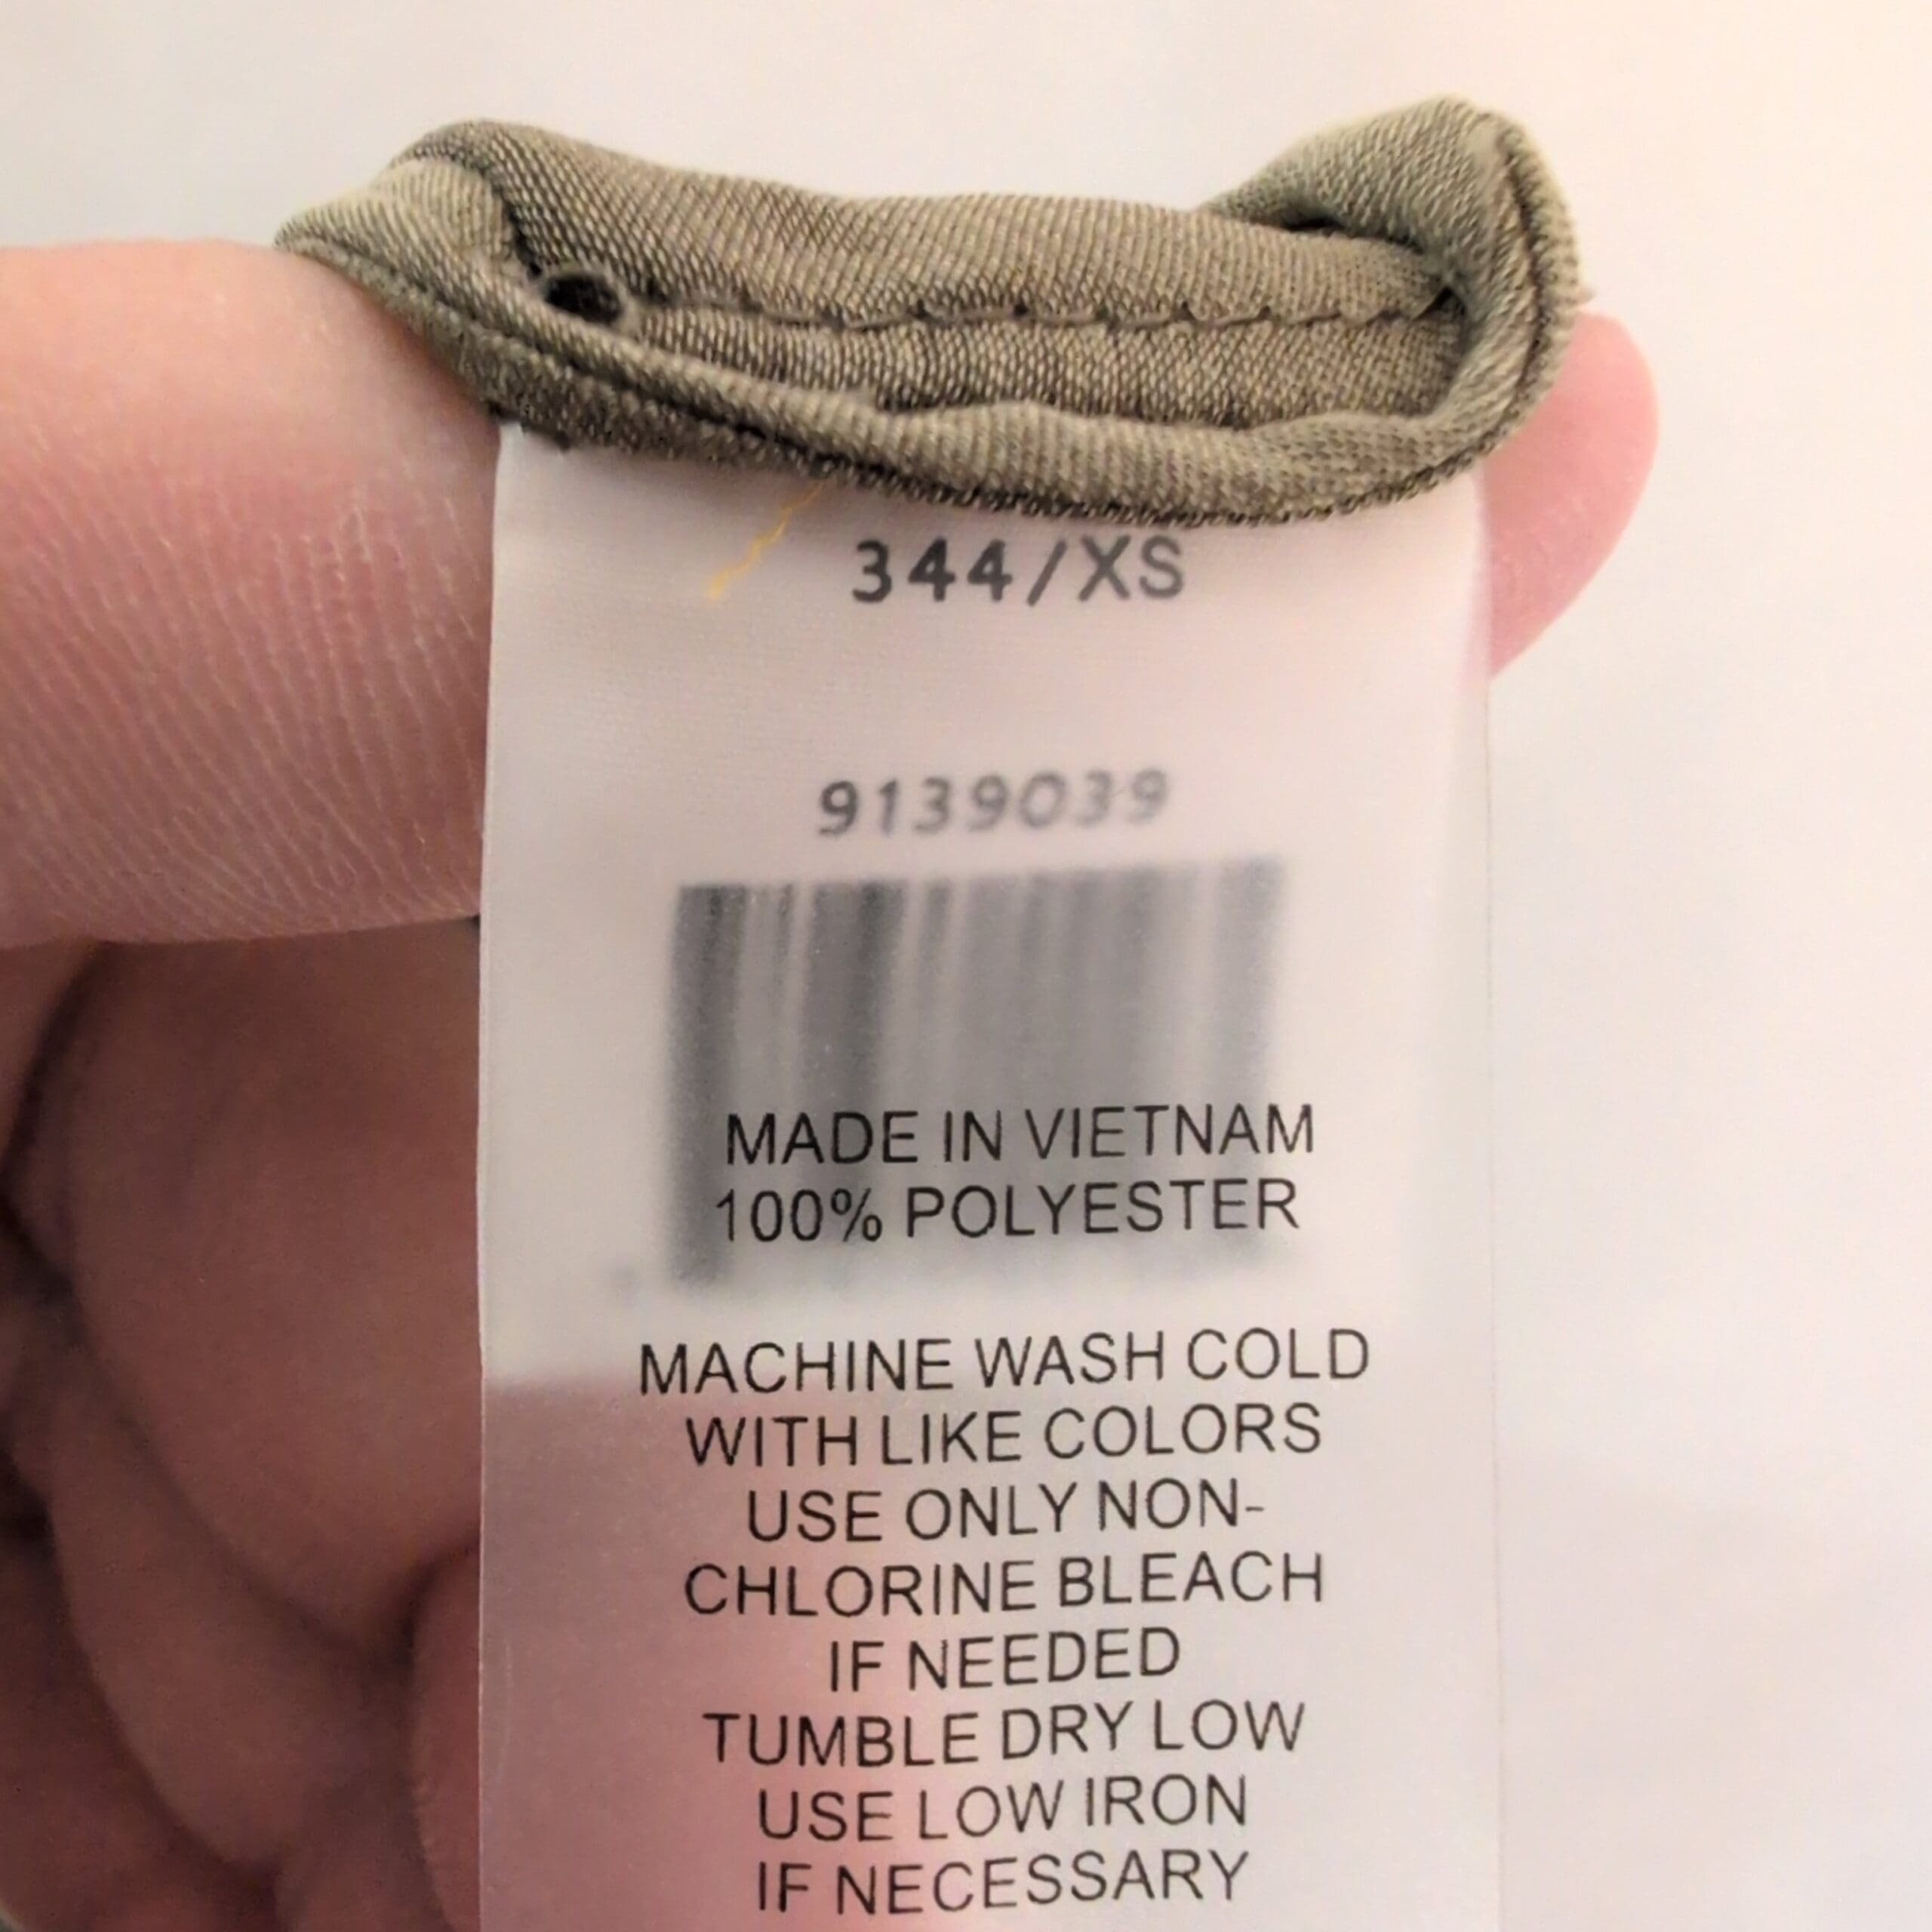 344/XS
9139039
MADE IN VIETNAM
100% POLYESTER
MACHINE WASH COLD
WITH LIKE COLORS
USE ONLY NON-
CHLORINE BLEACH
IF NEEDED
TUMBLE DRY LOW
USE LOW IRON
IF NECESSARY